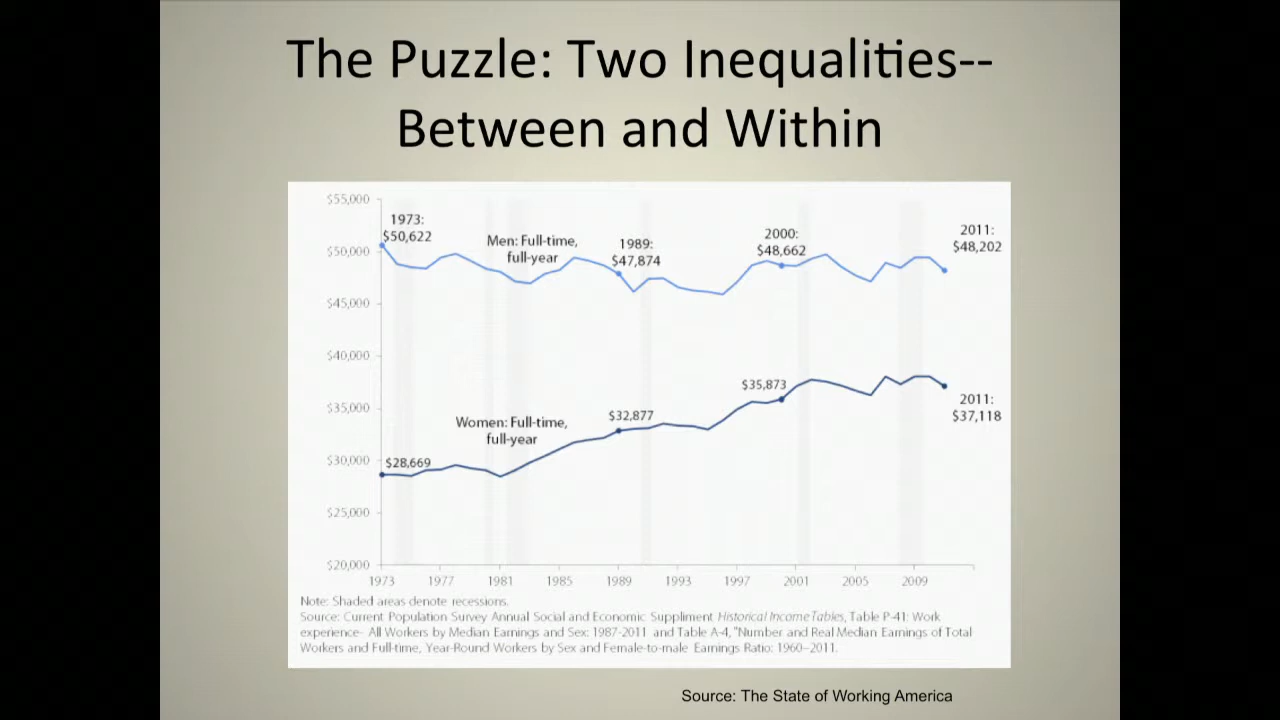 The Puzzle: Two Inequalities--
Between and Within
$55,000
$50,000
$45,000
$40,000
$35,000
$30,000
$25,000
$20,000
1973:
$50,622
Men: Full-time,
full-year
1989:
$47,874
2000:
$48,662
2011:
$48,202
$28,669
Women: Full-time,
full-year
$32,877
$35,873
2011:
$37,118
1973 1977 1981 1985 1989 1993 1997 2001 2005 2009
Note: Shaded areas denote recessions.
Source: Current Population Survey Annual Social and Economic Suppliment Historical Income Tables, Table P-41: Work
experience- All Workers by Median Earnings and Sex: 1987-2011 and Table A-4, "Number and Real Median Earnings of Total
Workers and Full-time, Year-Round Workers by Sex and Female-to-male Earnings Ratio: 1960–2011.
Source: The State of Working America